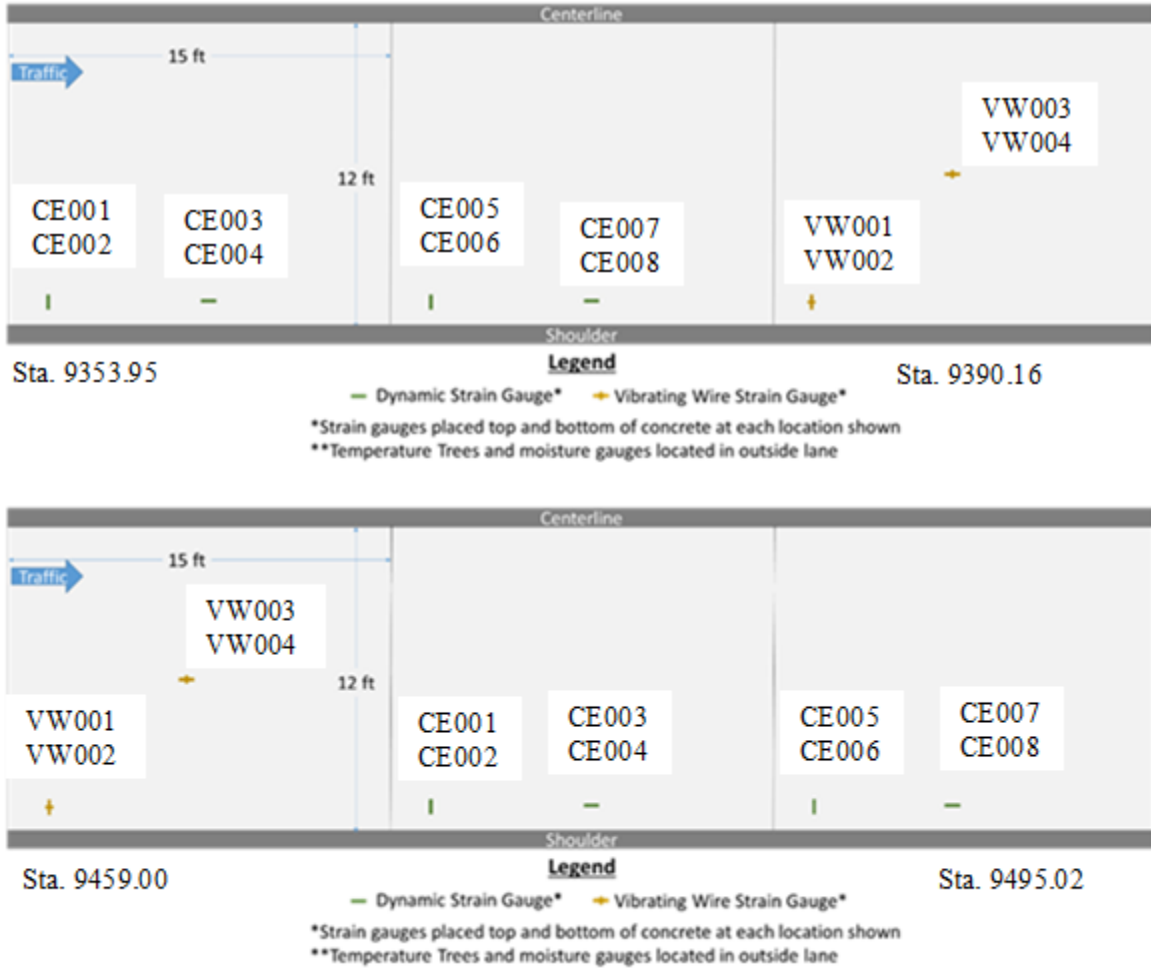 Centerline
15 ft
Traffic
VW003
VW004
12 ft
CE001
CE002
CE003
CE004
CE005
CE006
CE007
CE008
VW001
VW002
Shoulder
Sta. 9353.95
Legend
Sta. 9390.16
Dynamic Strain Gauge* Vibrating Wire Strain Gauge*
*Strain gauges placed top and bottom of concrete at each location shown
**Temperature Trees and moisture gauges located in outside lane
Centerline
15 ft
Traffic
VW003
VW004
12 ft
VW001
VW002
CE001
CE002
CE003
CE004
CE005
CE006
CE007
CE008
Shoulder
Sta. 9459.00
Legend
Sta. 9495.02
Dynamic Strain Gauge* Vibrating Wire Strain Gauge*
*Strain gauges placed top and bottom of concrete at each location shown
**Temperature Trees and moisture gauges located in outside lane